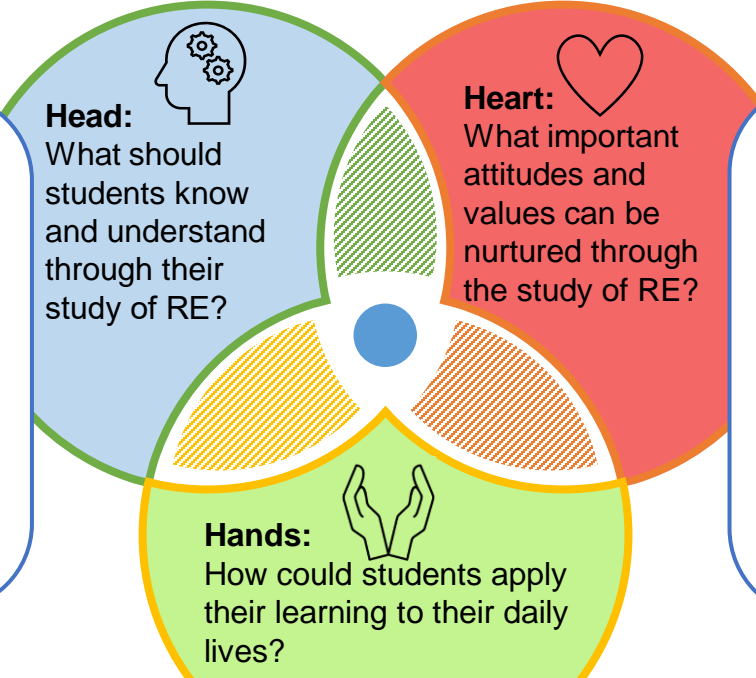 Head:
What should
students know
and understand
through their
study of RE?
Heart:
What important
attitudes and
values can be
nurtured through
the study of RE?
Hands:
How could students apply
their learning to their daily
lives?